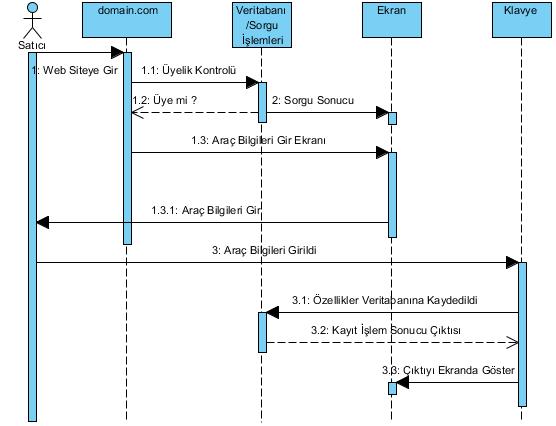 domain.com
Veritabanı
/Sorgu
İşlemleri
Ekran
Klavye
Satıcı
1: Web Siteye Gir
1.1: Üyelik Kontrolü
1.2: Üye mi ?
2: Sorgu Sonucu
1.3: Araç Bilgileri Gir Ekranı
1.3.1: Araç Bilgileri Gir
3: Araç Bilgileri Girildi
3.1: Özellikler Veritabanına Kaydedildi
3.2: Kayıt İşlem Sonucu Çıktısı
3.3: Çıktıyı Ekranda Göster